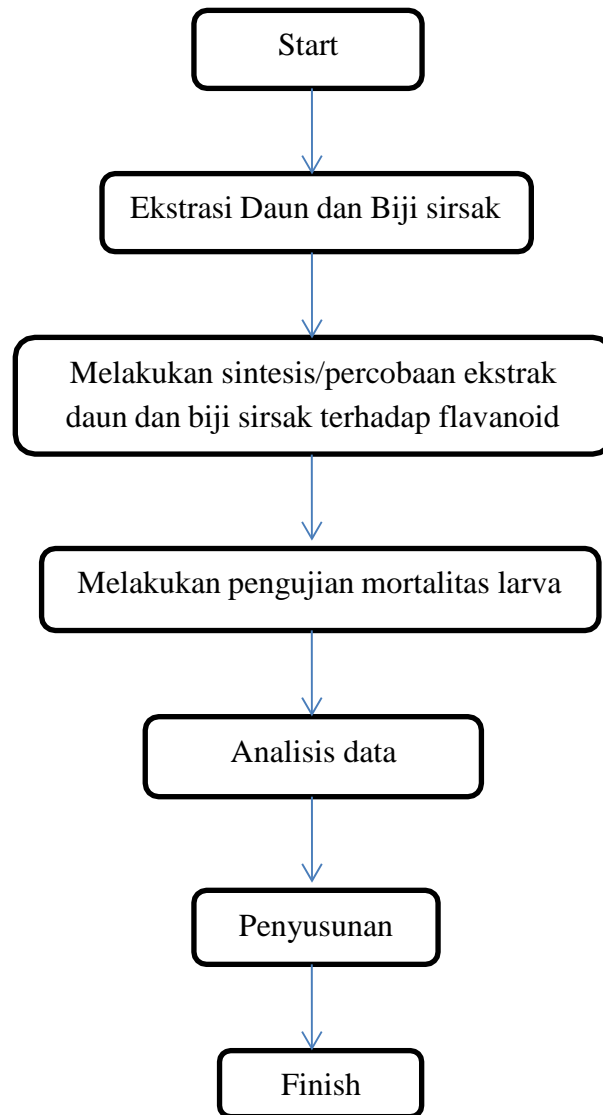 Start
Ekstrasi Daun dan Biji sirsak
Melakukan sintesis/percobaan ekstrak
daun dan biji sirsak terhadap flavanoid
Melakukan pengujian mortalitas larva
Analisis data
Penyusunan
Finish